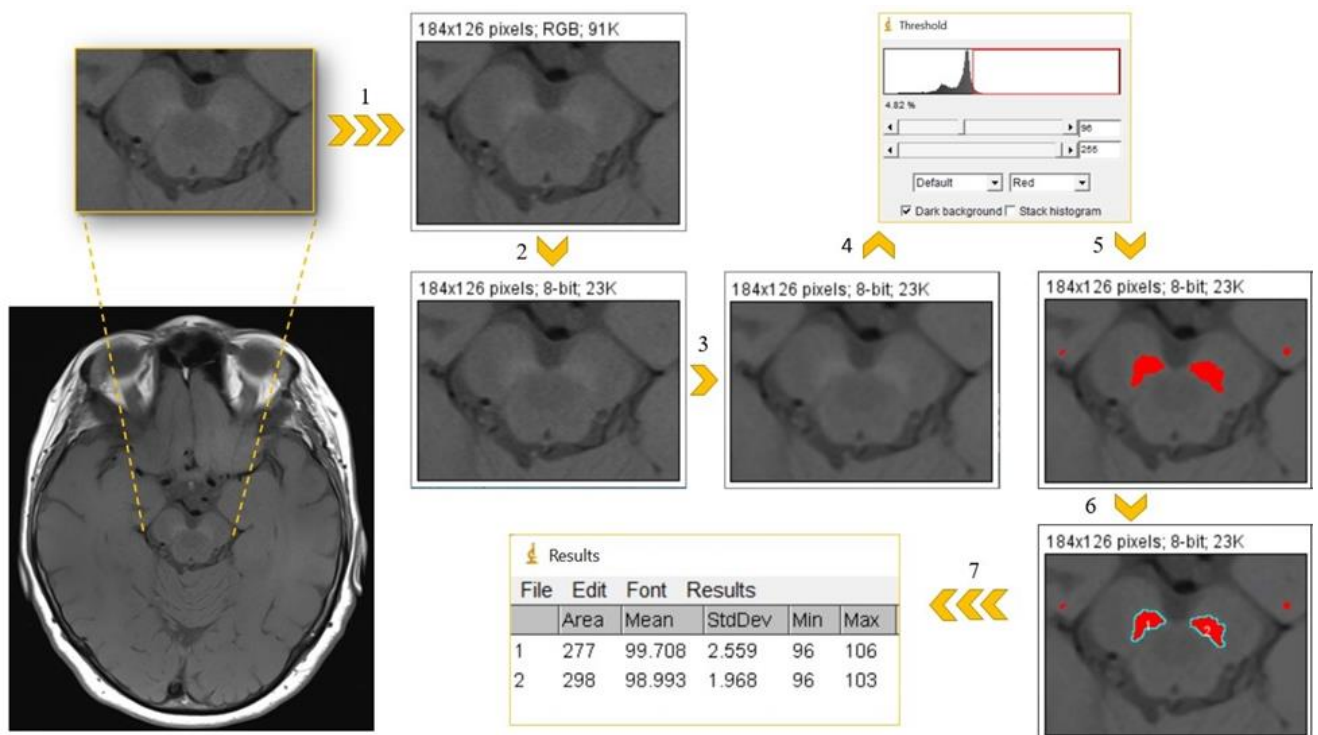 1
184x126 pixels; RGB; 91K
2
184x126 pixels; 8-bit; 23K
3
184x126 pixels; 8-bit; 23K
4
Threshold
4.82 %
96
255
Default Red
Dark background Stack histogram
5
184x126 pixels; 8-bit; 23K
6
184x126 pixels; 8-bit; 23K
1 2
7
Results
File Edit Font Results
Area Mean StdDev Min Max
1 277 99.708 2.559 96 106
2 298 98.993 1.968 96 103